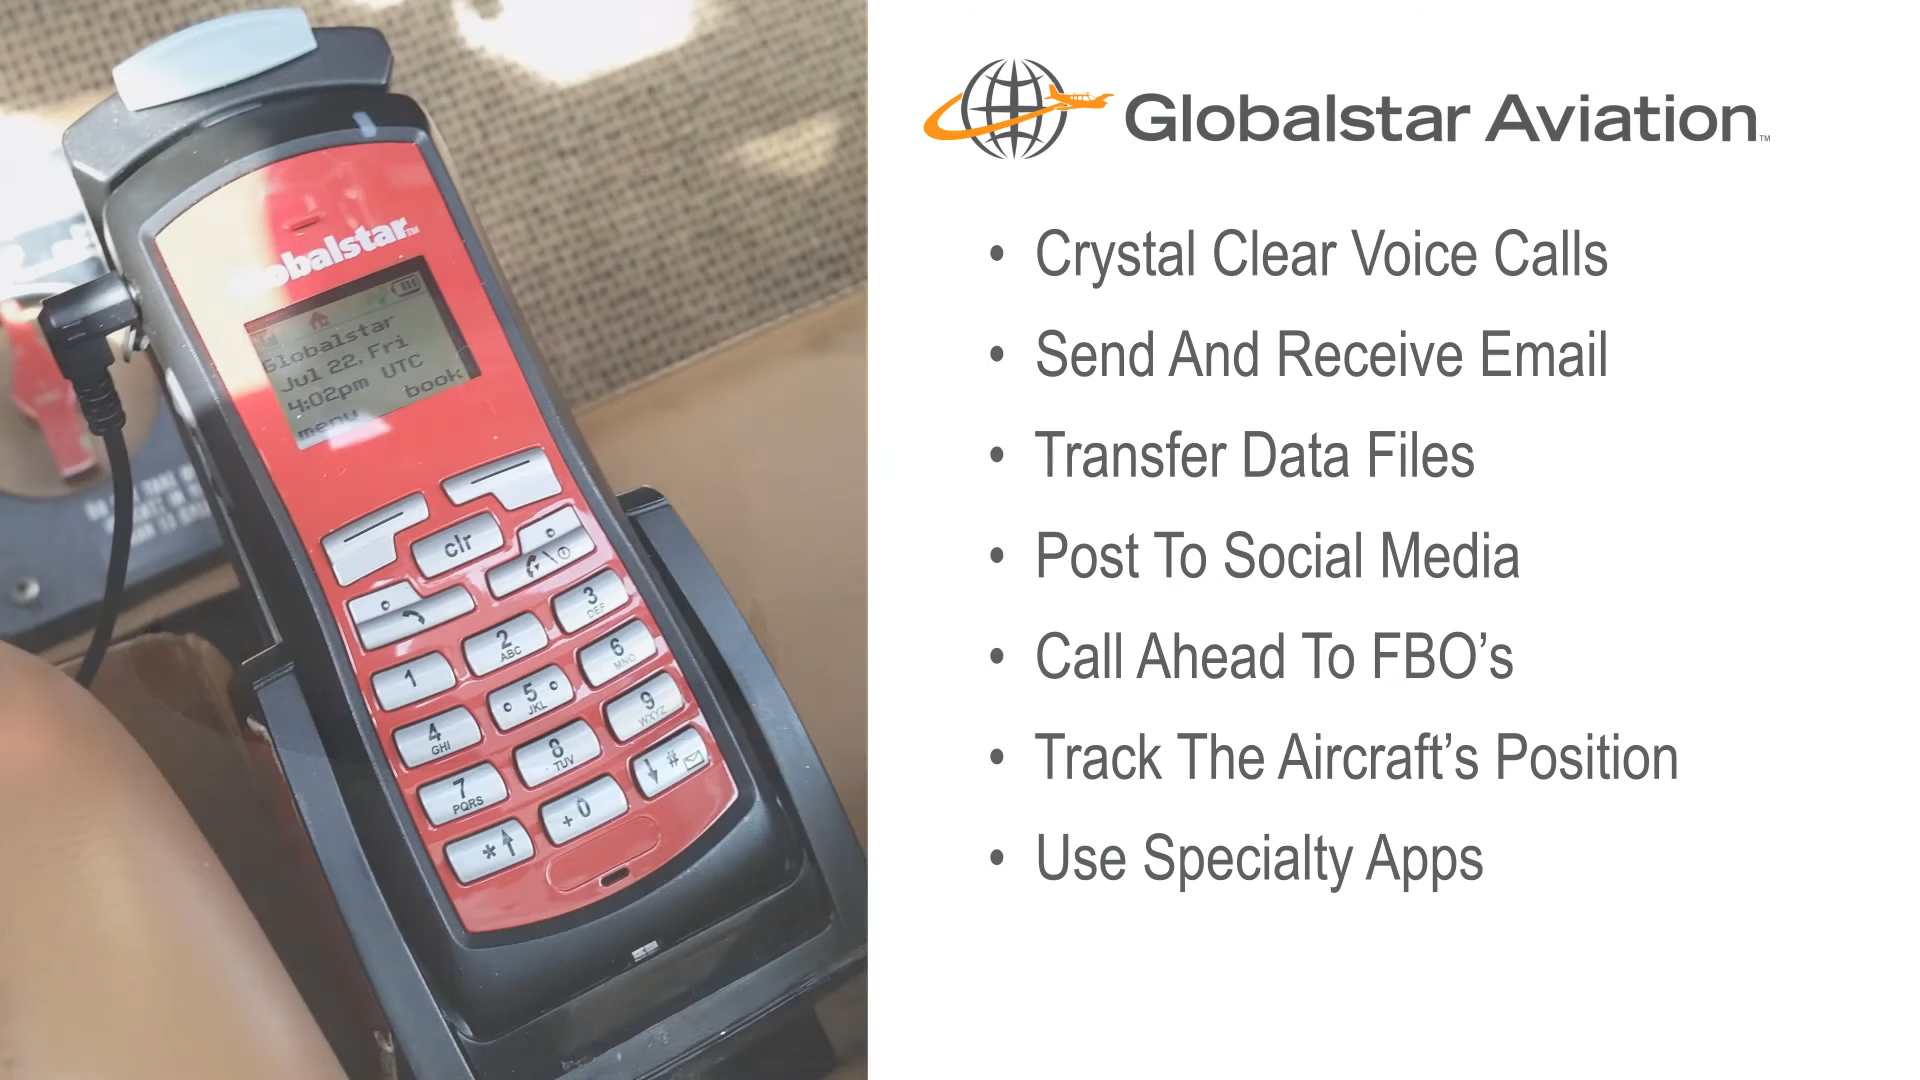 Globalstar™
Globalstar
Jul 22, Fri
4:02pm UTC
menu book
clr
1
2 ABC
3 DEF
4 GHI
5 JKL
6 MNO
7 PQRS
8 TUV
9 WXYZ
*
+ 0
#
Globalstar Aviation™
• Crystal Clear Voice Calls
• Send And Receive Email
• Transfer Data Files
• Post To Social Media
• Call Ahead To FBO’s
• Track The Aircraft’s Position
• Use Specialty Apps